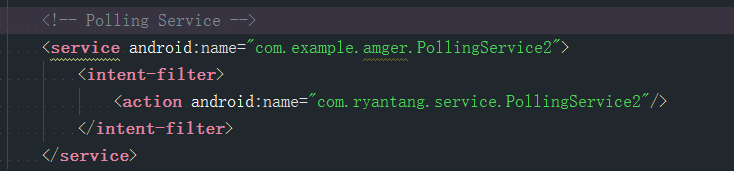 <!-- Polling Service -->
<service android:name="com.example.amger.PollingService2">
<intent-filter>
<action android:name="com.ryantang.service.PollingService2"/>
</intent-filter>
</service>